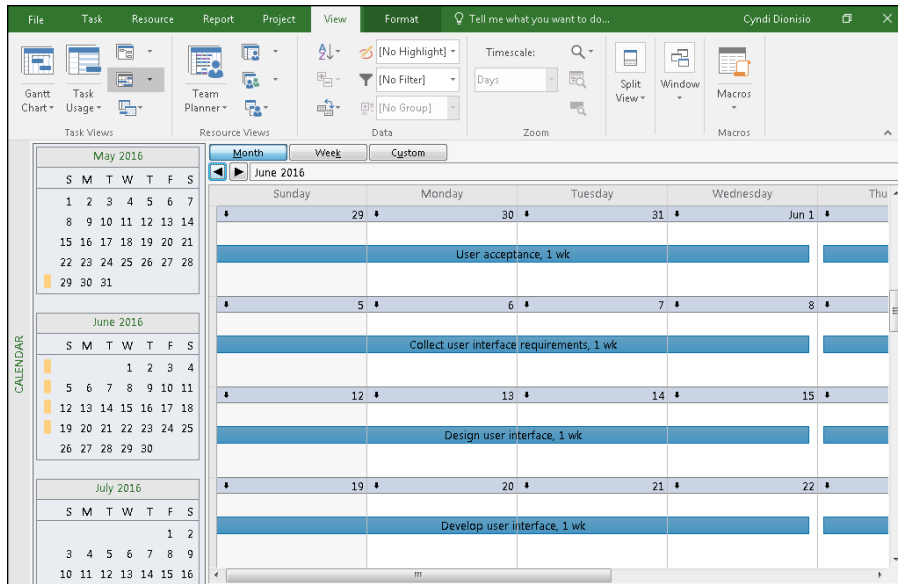 File Task Resource Report Project View Format Tell me what you want to do... Cyndi Dionisio
Gantt Chart Task Usage Team Planner [No Highlight] [No Filter] [No Group] Timescale: Days Split View Window Macros
Task Views Resource Views Data Zoom Macros
CALENDAR
May 2016
S M T W T F S
1 2 3 4 5 6 7
8 9 10 11 12 13 14
15 16 17 18 19 20 21
22 23 24 25 26 27 28
29 30 31
June 2016
S M T W T F S
1 2 3 4
5 6 7 8 9 10 11
12 13 14 15 16 17 18
19 20 21 22 23 24 25
26 27 28 29 30
July 2016
S M T W T F S
1 2
3 4 5 6 7 8 9
10 11 12 13 14 15 16
Month Week Custom
June 2016
Sunday Monday Tuesday Wednesday Thu
29 30 31 Jun 1
User acceptance, 1 wk
5 6 7 8
Collect user interface requirements, 1 wk
12 13 14 15
Design user interface, 1 wk
19 20 21 22
Develop user interface, 1 wk